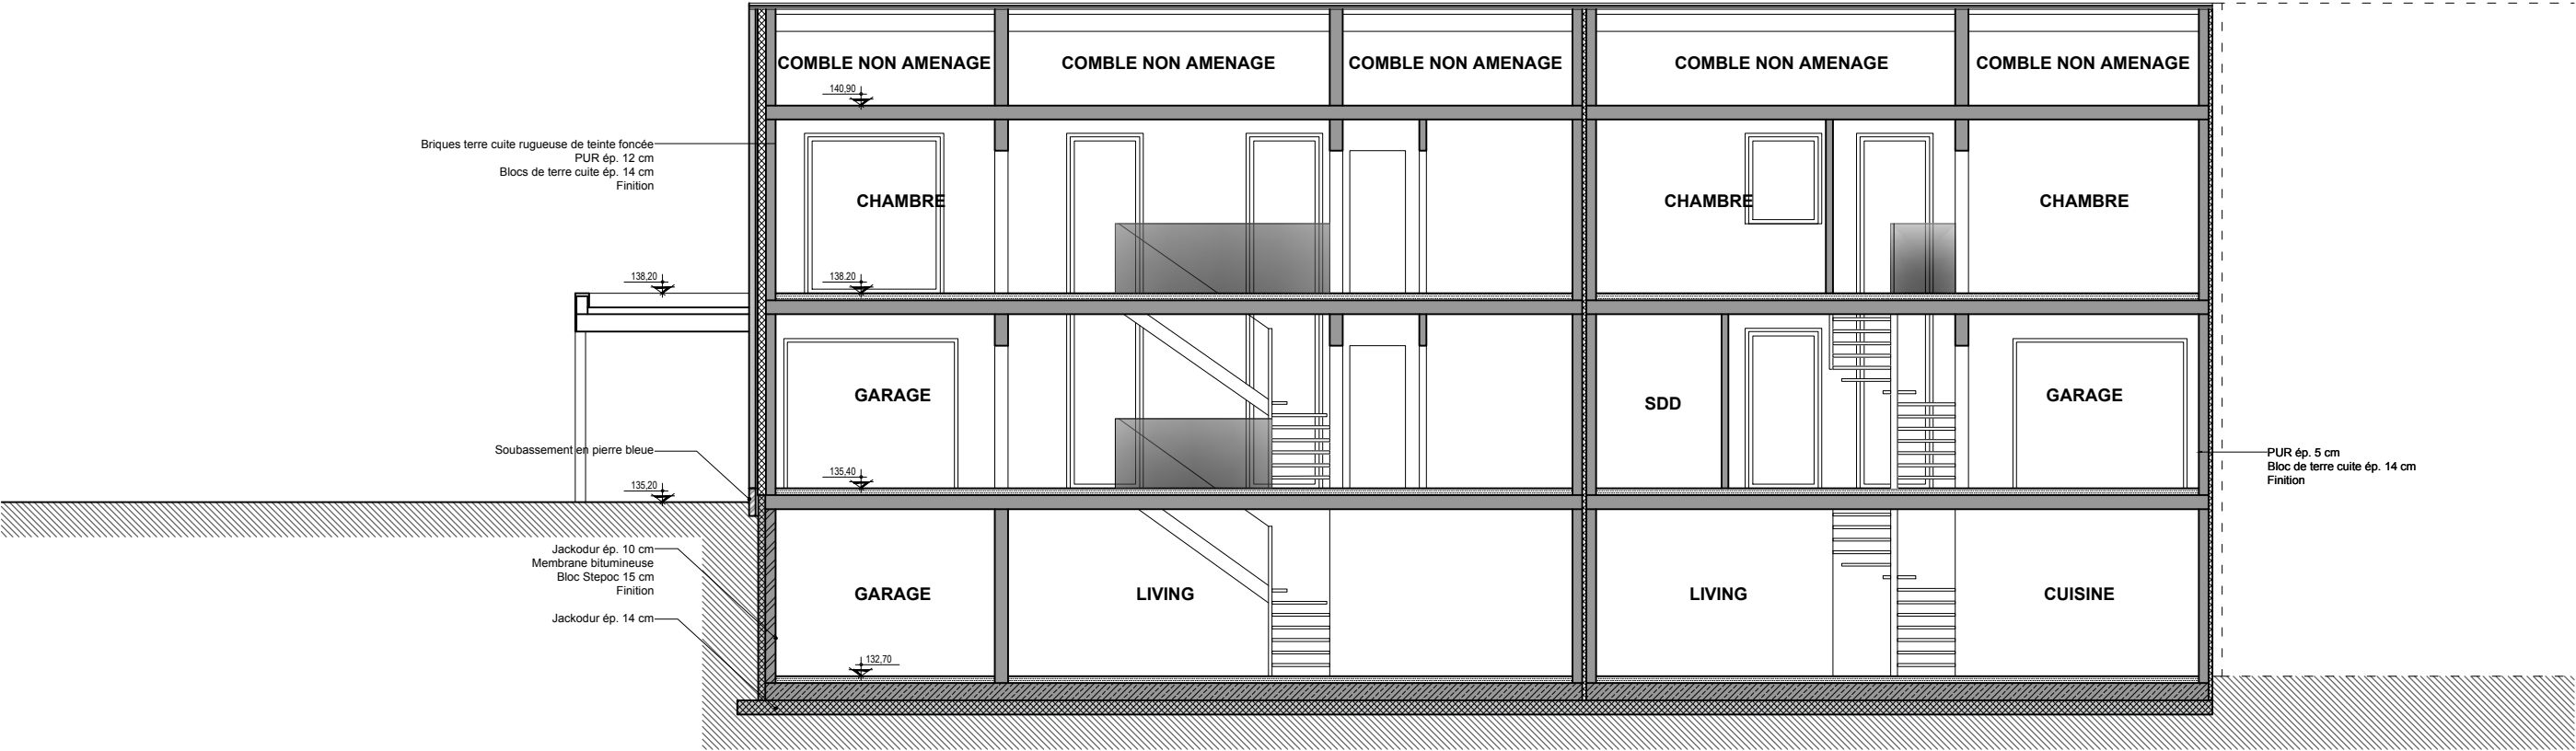 COMBLE NON AMENAGE
COMBLE NON AMENAGE
COMBLE NON AMENAGE
COMBLE NON AMENAGE
COMBLE NON AMENAGE
140,90
Briques terre cuite rugueuse de teinte foncée
PUR ép. 12 cm
Blocs de terre cuite ép. 14 cm
Finition
CHAMBRE
CHAMBRE
CHAMBRE
138,20
138.20
GARAGE
SDD
GARAGE
Soubassement en pierre bleue
PUR ép. 5 cm
Bloc de terre cuite ép. 14 cm
Finition
135,20
135,40
Jackodur ép. 10 cm
Membrane bitumineuse
Bloc Stepoc 15 cm
Finition
GARAGE
LIVING
LIVING
CUISINE
Jackodur ép. 14 cm
132,70